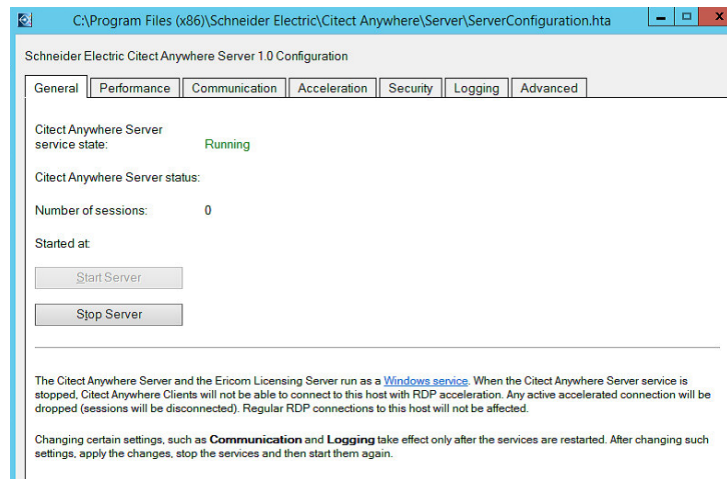 C:\Program Files (x86)\Schneider Electric\Citect Anywhere\Server\ServerConfiguration.hta
Schneider Electric Citect Anywhere Server 1.0 Configuration
General Performance Communication Acceleration Security Logging Advanced
Citect Anywhere Server
service state: Running
Citect Anywhere Server status:
Number of sessions: 0
Started at:
Start Server
Stop Server
The Citect Anywhere Server and the Ericom Licensing Server run as a Windows service. When the Citect Anywhere Server service is
stopped, Citect Anywhere Clients will not be able to connect to this host with RDP acceleration. Any active accelerated connection will be
dropped (sessions will be disconnected). Regular RDP connections to this host will not be affected.
Changing certain settings, such as Communication and Logging take effect only after the services are restarted. After changing such
settings, apply the changes, stop the services and then start them again.